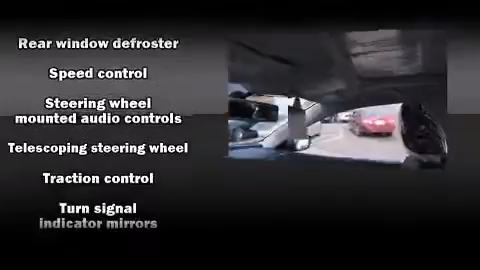 Rear window defroster
Speed control
Steering wheel
mounted audio controls
Telescoping steering wheel
Traction control
Turn signal
indicator mirrors